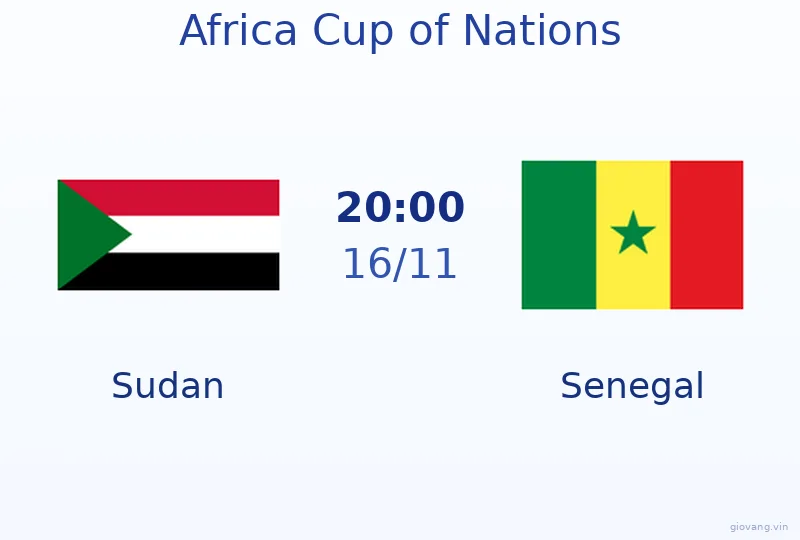 Africa Cup of Nations
20:00
16/11
Sudan
Senegal
giovang.vin